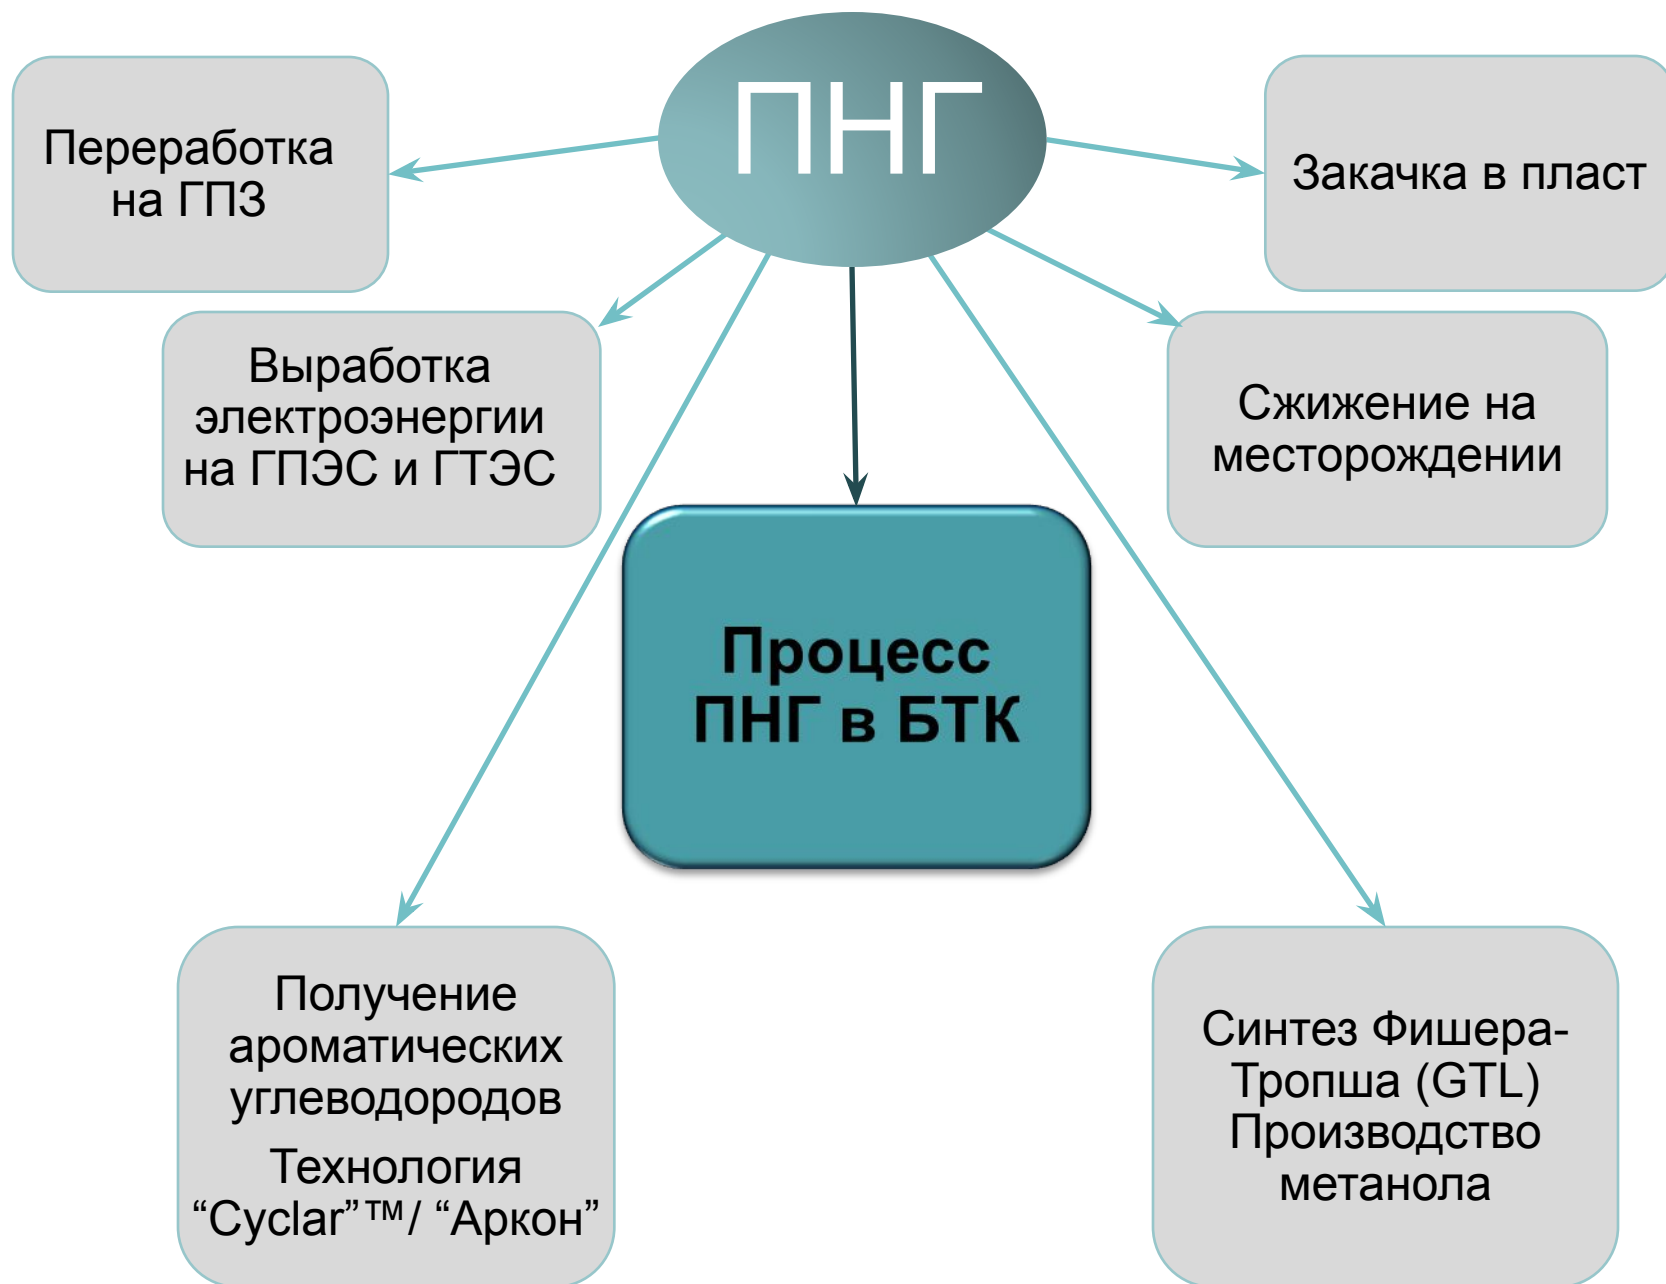 ПНГ
Переработка
на ГПЗ
Закачка в пласт
Выработка
электроэнергии
на ГПЭС и ГТЭС
Сжижение на
месторождении
Процесс
ПНГ в БТК
Получение
ароматических
углеводородов
Технология
“Cyclar”™/ “Аркон”
Синтез Фишера-
Тропша (GTL)
Производство
метанола